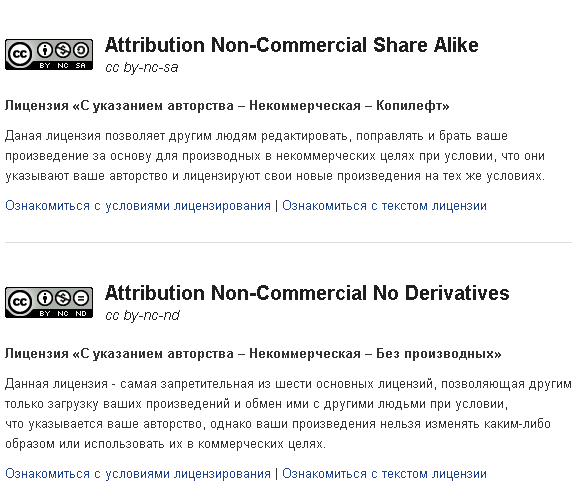 Attribution Non-Commercial Share Alike
cc BY NC SA
cc by-nc-sa
Лицензия «С указанием авторства – Некоммерческая – Копилефт»
Даная лицензия позволяет другим людям редактировать, поправлять и брать ваше
произведение за основу для производных в некоммерческих целях при условии, что они
указывают ваше авторство и лицензируют свои новые произведения на тех же условиях.
Ознакомиться с условиями лицензирования | Ознакомиться с текстом лицензии
Attribution Non-Commercial No Derivatives
cc BY NC ND
cc by-nc-nd
Лицензия «С указанием авторства – Некоммерческая – Без производных»
Данная лицензия - самая запретительная из шести основных лицензий, позволяющая другим
только загрузку ваших произведений и обмен ими с другими людьми при условии,
что указывается ваше авторство, однако ваши произведения нельзя изменять каким-либо
образом или использовать их в коммерческих целях.
Ознакомиться с условиями лицензирования | Ознакомиться с текстом лицензии